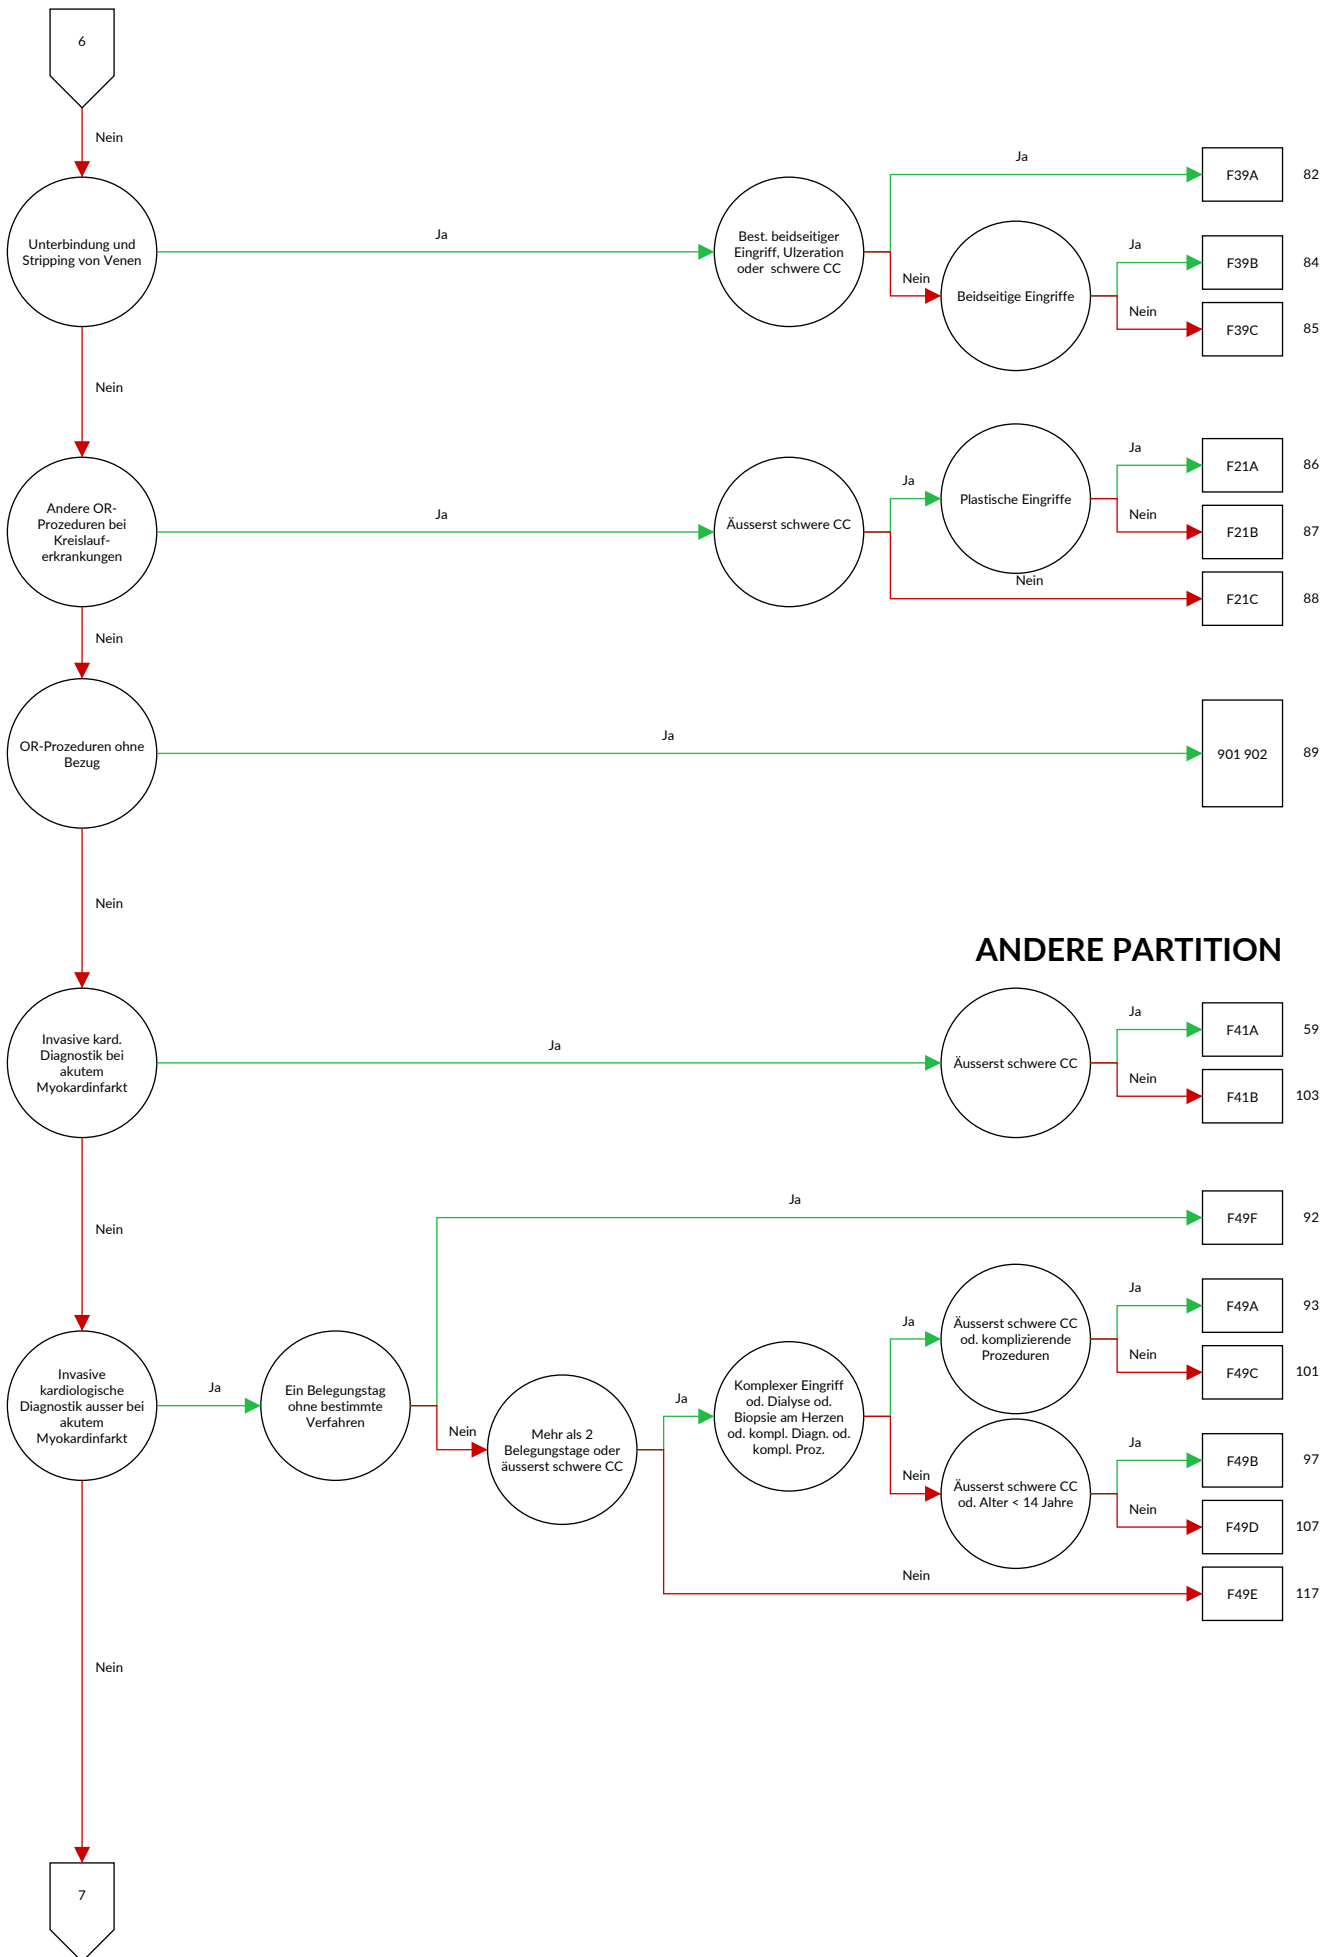 6
Nein
Unterbindung und
Stripping von Venen
Ja
Best. beidseitiger
Eingriff, Ulzeration
oder schwere CC
Ja
F39A
82
Nein
Beidseitige Eingriffe
Ja
F39B
84
Nein
F39C
85
Nein
Andere OR-
Prozeduren bei
Kreislauf-
erkrankungen
Ja
Äusserst schwere CC
Ja
Plastische Eingriffe
Ja
F21A
86
Nein
F21B
87
Nein
F21C
88
Nein
OR-Prozeduren ohne
Bezug
Ja
901 902
89
Nein
ANDERE PARTITION
Invasive kard.
Diagnostik bei
akutem
Myokardinfarkt
Ja
Äusserst schwere CC
Ja
F41A
59
Nein
F41B
103
Nein
Invasive
kardiologische
Diagnostik ausser bei
akutem
Myokardinfarkt
Ja
Ein Belegungstag
ohne bestimmte
Verfahren
Ja
F49F
92
Nein
Mehr als 2
Belegungstage oder
äusserst schwere CC
Ja
Komplexer Eingriff
od. Dialyse od.
Biopsie am Herzen
od. kompl. Diagn. od.
kompl. Proz.
Ja
Äusserst schwere CC
od. komplizierende
Prozeduren
Ja
F49A
93
Nein
F49C
101
Nein
Äusserst schwere CC
od. Alter < 14 Jahre
Ja
F49B
97
Nein
F49D
107
Nein
F49E
117
Nein
7